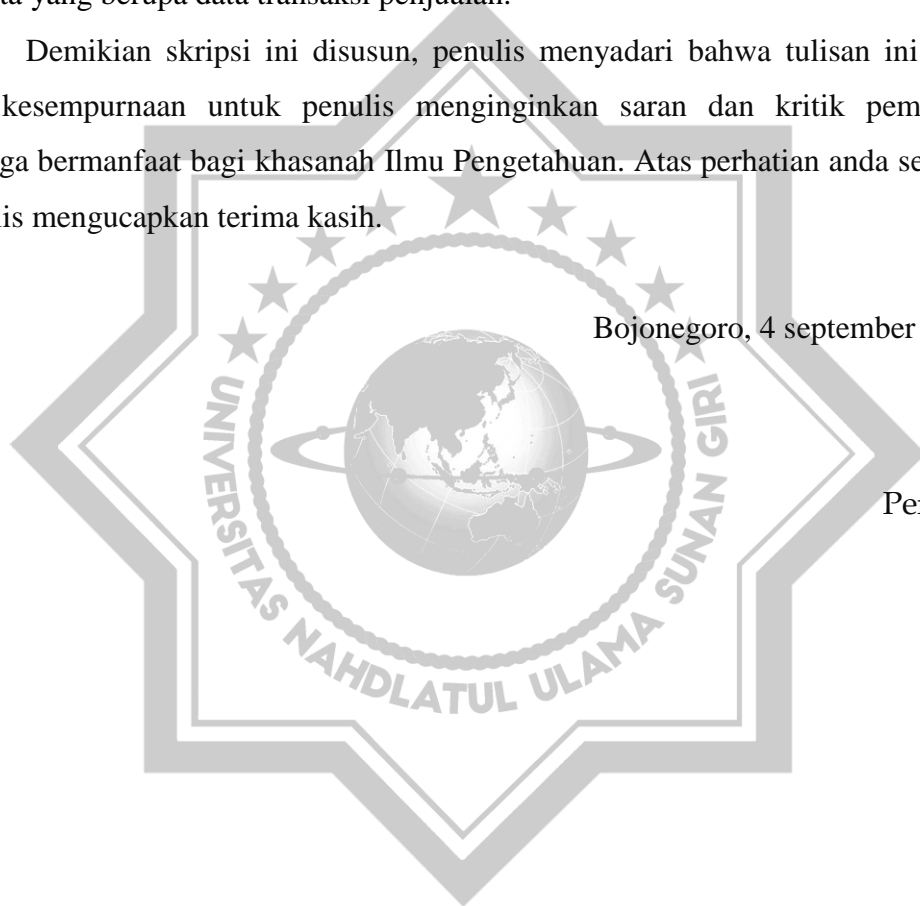 ta yang berupa data transaksi penjualan.
Demikian skripsi ini disusun, penulis menyadari bahwa tulisan ini
kesempurnaan untuk penulis menginginkan saran dan kritik pem
ga bermanfaat bagi khasanah Ilmu Pengetahuan. Atas perhatian anda se
is mengucapkan terima kasih.
Bojonegoro, 4 september
Per
UNIVERSITAS NAHDLATUL ULAMA SUNAN GIRI